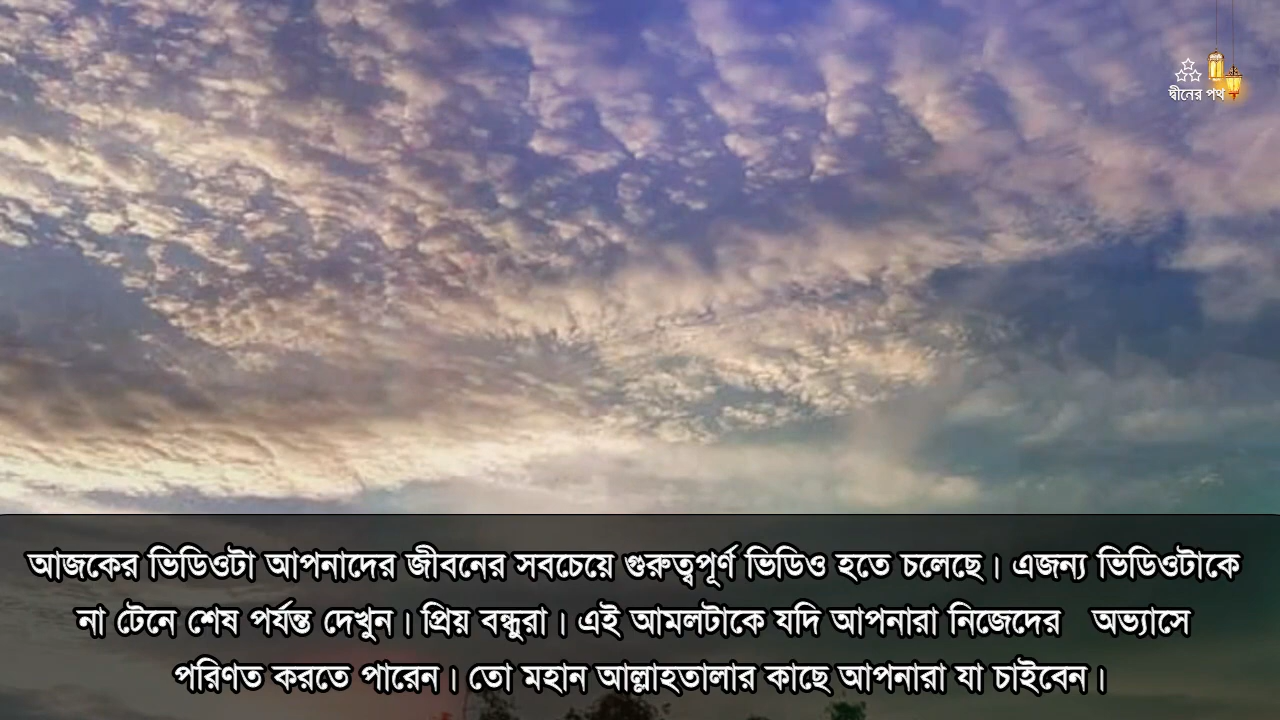 দ্বীনের পথ
আজকের ভিডিওটা আপনাদের জীবনের সবচেয়ে গুরুত্বপূর্ণ ভিডিও হতে চলেছে। এজন্য ভিডিওটাকে
না টেনে শেষ পর্যন্ত দেখুন। প্রিয় বন্ধুরা। এই আমলটাকে যদি আপনারা নিজেদের অভ্যাসে
পরিণত করতে পারেন। তো মহান আল্লাহতালার কাছে আপনারা যা চাইবেন।